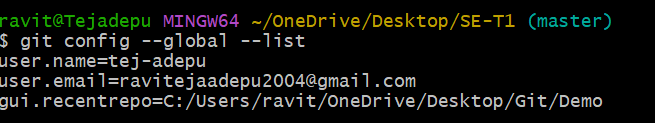 ravit@Tejadepu MINGW64 ~/OneDrive/Desktop/SE-T1 (master)
$ git config --global --list
user.name=tej-adepu
user.email=ravitejaadepu2004@gmail.com
gui.recentrepo=C:/Users/ravit/OneDrive/Desktop/Git/Demo